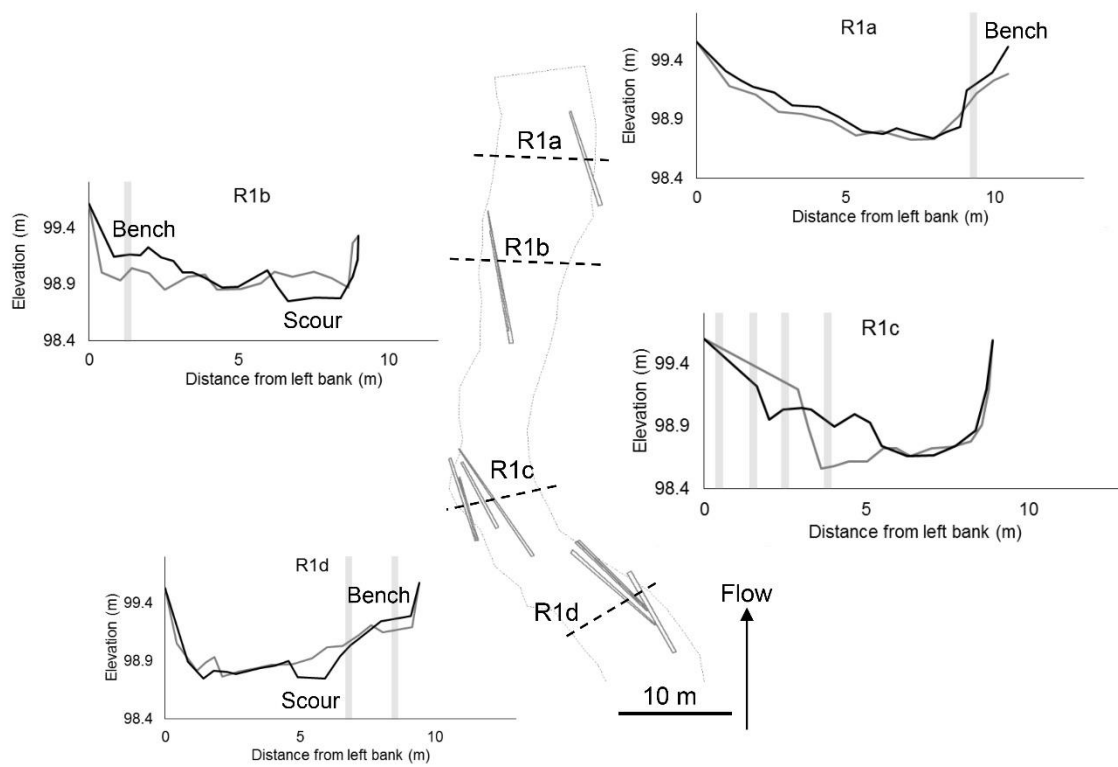 R1a
Bench
Elevation (m)
99.4
98.9
98.4
0
5
10
Distance from left bank (m)
R1b
Bench
Scour
Elevation (m)
99.4
98.9
98.4
0
5
10
Distance from left bank (m)
R1a
R1b
R1c
R1d
R1c
Elevation (m)
99.4
98.9
98.4
0
5
10
Distance from left bank (m)
R1d
Bench
Scour
Elevation (m)
99.4
98.9
98.4
0
5
10
Distance from left bank (m)
Flow
10 m